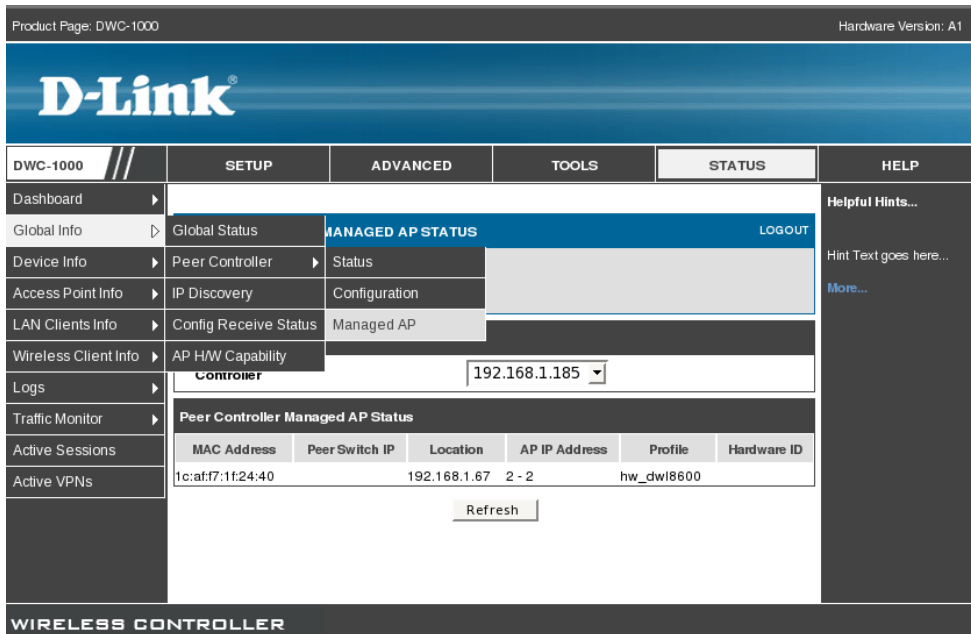 Product Page: DWC-1000 Hardware Version: A1
D-Link®
DWC-1000 SETUP ADVANCED TOOLS STATUS HELP
Dashboard
Global Info
Device Info
Access Point Info
LAN Clients Info
Wireless Client Info
Logs
Traffic Monitor
Active Sessions
Active VPNs
Global Status
Peer Controller
IP Discovery
Config Receive Status
AP H/W Capability
Status
Configuration
Managed AP
MANAGED AP STATUS LOGOUT
Controller 192.168.1.185
Peer Controller Managed AP Status
MAC Address Peer Switch IP Location AP IP Address Profile Hardware ID
1c:af:f7:1f:24:40 192.168.1.67 2 - 2 hw_dwl8600
Refresh
Helpful Hints...
Hint Text goes here...
More...
WIRELESS CONTROLLER